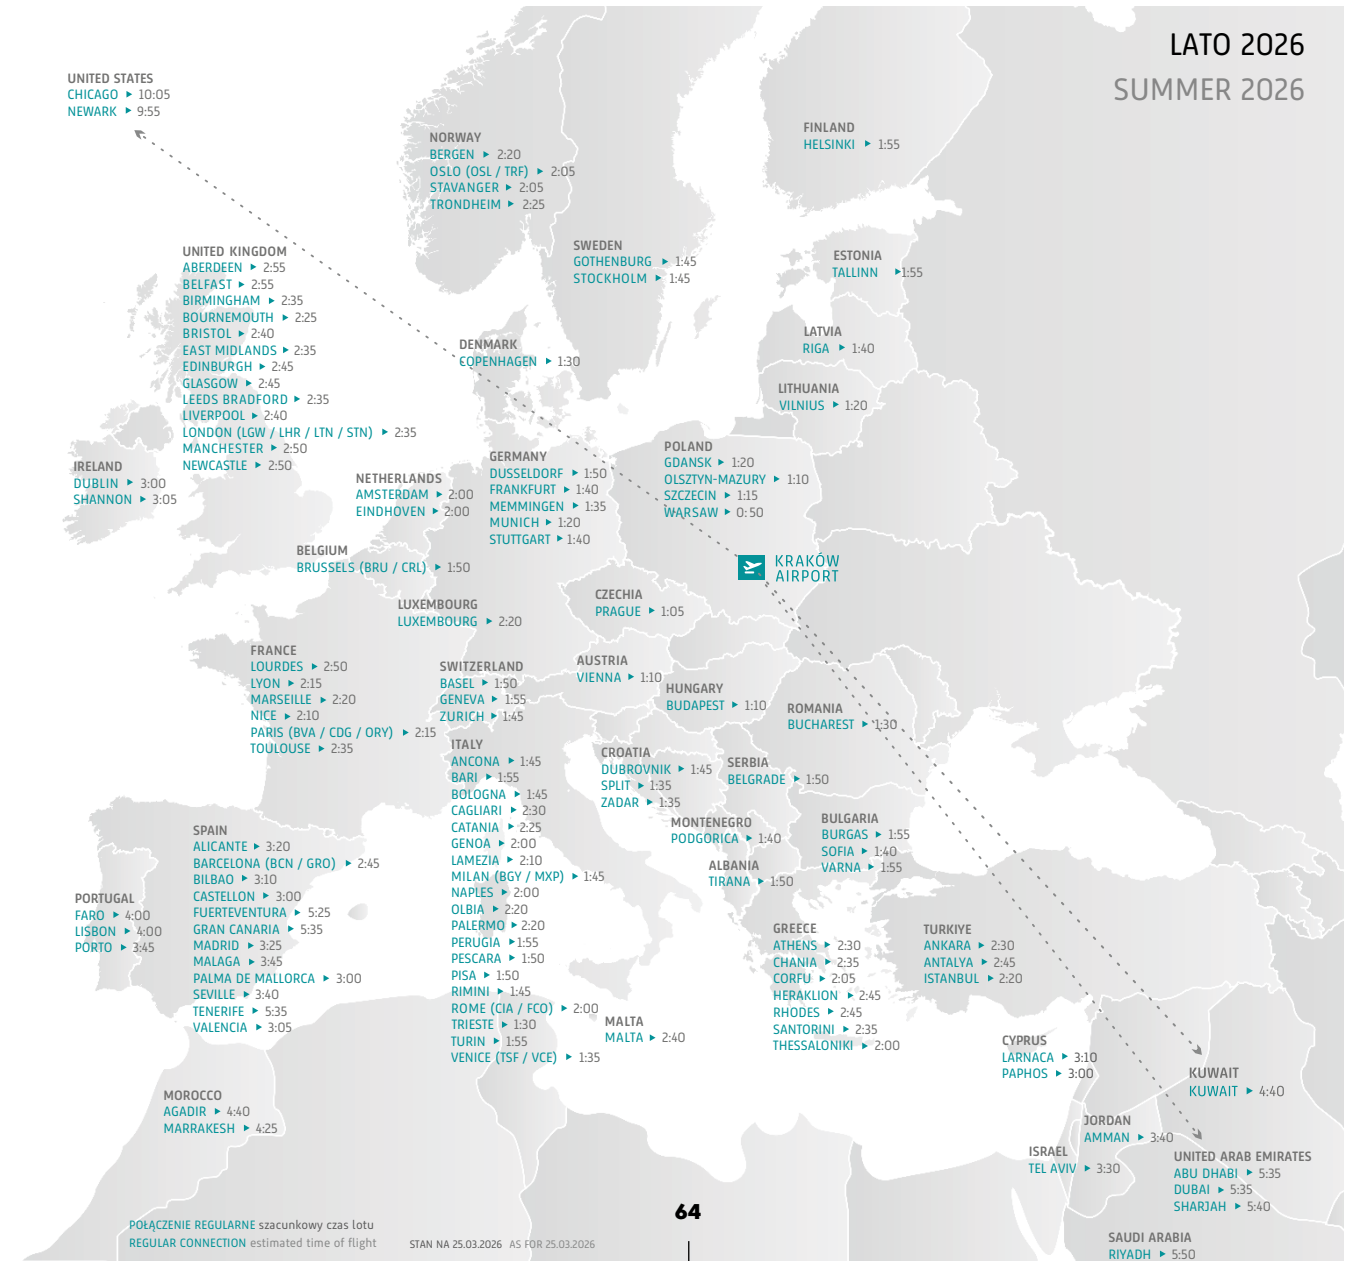 LATO 2026
SUMMER 2026
UNITED STATES
CHICAGO ▸ 10:05
NEWARK ▸ 9:55
NORWAY
BERGEN ▸ 2:20
OSLO (OSL / TRF) ▸ 2:05
STAVANGER ▸ 2:05
TRONDHEIM ▸ 2:25
FINLAND
HELSINKI ▸ 1:55
SWEDEN
GOTHENBURG ▸ 1:45
STOCKHOLM ▸ 1:45
ESTONIA
TALLINN ▸1:55
UNITED KINGDOM
ABERDEEN ▸ 2:55
BELFAST ▸ 2:55
BIRMINGHAM ▸ 2:35
BOURNEMOUTH ▸ 2:25
BRISTOL ▸ 2:40
EAST MIDLANDS ▸ 2:35
EDINBURGH ▸ 2:45
GLASGOW ▸ 2:45
LEEDS BRADFORD ▸ 2:35
LIVERPOOL ▸ 2:40
LONDON (LGW / LHR / LTN / STN) ▸ 2:35
MANCHESTER ▸ 2:50
NEWCASTLE ▸ 2:50
DENMARK
COPENHAGEN ▸ 1:30
LATVIA
RIGA ▸ 1:40
LITHUANIA
VILNIUS ▸ 1:20
IRELAND
DUBLIN ▸ 3:00
SHANNON ▸ 3:05
NETHERLANDS
AMSTERDAM ▸ 2:00
EINDHOVEN ▸ 2:00
GERMANY
DUSSELDORF ▸ 1:50
FRANKFURT ▸ 1:40
MEMMINGEN ▸ 1:35
MUNICH ▸ 1:20
STUTTGART ▸ 1:40
POLAND
GDANSK ▸ 1:20
OLSZTYN-MAZURY ▸ 1:10
SZCZECIN ▸ 1:15
WARSAW ▸ 0:50
KRAKÓW
AIRPORT
BELGIUM
BRUSSELS (BRU / CRL) ▸ 1:50
LUXEMBOURG
LUXEMBOURG ▸ 2:20
CZECHIA
PRAGUE ▸ 1:05
FRANCE
LOURDES ▸ 2:50
LYON ▸ 2:15
MARSEILLE ▸ 2:20
NICE ▸ 2:10
PARIS (BVA / CDG / ORY) ▸ 2:15
TOULOUSE ▸ 2:35
SWITZERLAND
BASEL ▸ 1:50
GENEVA ▸ 1:55
ZURICH ▸ 1:45
AUSTRIA
VIENNA ▸ 1:10
HUNGARY
BUDAPEST ▸ 1:10
ROMANIA
BUCHAREST ▸ 1:30
ITALY
ANCONA ▸ 1:45
BARI ▸ 1:55
BOLOGNA ▸ 1:45
CAGLIARI ▸ 2:30
CATANIA ▸ 2:25
GENOA ▸ 2:00
LAMEZIA ▸ 2:10
MILAN (BGY / MXP) ▸ 1:45
NAPLES ▸ 2:00
OLBIA ▸ 2:20
PALERMO ▸ 2:20
PERUGIA ▸1:55
PESCARA ▸ 1:50
PISA ▸ 1:50
RIMINI ▸ 1:45
ROME (CIA / FCO) ▸ 2:00
TRIESTE ▸ 1:30
TURIN ▸ 1:55
VENICE (TSF / VCE) ▸ 1:35
CROATIA
DUBROVNIK ▸ 1:45
SPLIT ▸ 1:35
ZADAR ▸ 1:35
SERBIA
BELGRADE ▸ 1:50
MONTENEGRO
PODGORICA ▸ 1:40
BULGARIA
BURGAS ▸ 1:55
SOFIA ▸ 1:40
VARNA ▸ 1:55
ALBANIA
TIRANA ▸ 1:50
SPAIN
ALICANTE ▸ 3:20
BARCELONA (BCN / GRO) ▸ 2:45
BILBAO ▸ 3:10
CASTELLON ▸ 3:00
FUERTEVENTURA ▸ 5:25
GRAN CANARIA ▸ 5:35
MADRID ▸ 3:25
MALAGA ▸ 3:45
PALMA DE MALLORCA ▸ 3:00
SEVILLE ▸ 3:40
TENERIFE ▸ 5:35
VALENCIA ▸ 3:05
PORTUGAL
FARO ▸ 4:00
LISBON ▸ 4:00
PORTO ▸ 3:45
GREECE
ATHENS ▸ 2:30
CHANIA ▸ 2:35
CORFU ▸ 2:05
HERAKLION ▸ 2:45
RHODES ▸ 2:45
SANTORINI ▸ 2:35
THESSALONIKI ▸ 2:00
TURKIYE
ANKARA ▸ 2:30
ANTALYA ▸ 2:45
ISTANBUL ▸ 2:20
MALTA
MALTA ▸ 2:40
CYPRUS
LARNACA ▸ 3:10
PAPHOS ▸ 3:00
KUWAIT
KUWAIT ▸ 4:40
MOROCCO
AGADIR ▸ 4:40
MARRAKESH ▸ 4:25
JORDAN
AMMAN ▸ 3:40
ISRAEL
TEL AVIV ▸ 3:30
UNITED ARAB EMIRATES
ABU DHABI ▸ 5:35
DUBAI ▸ 5:35
SHARJAH ▸ 5:40
SAUDI ARABIA
RIYADH ▸ 5:50
POŁĄCZENIE REGULARNE szacunkowy czas lotu
REGULAR CONNECTION estimated time of flight
STAN NA 25.03.2026 AS FOR 25.03.2026
64